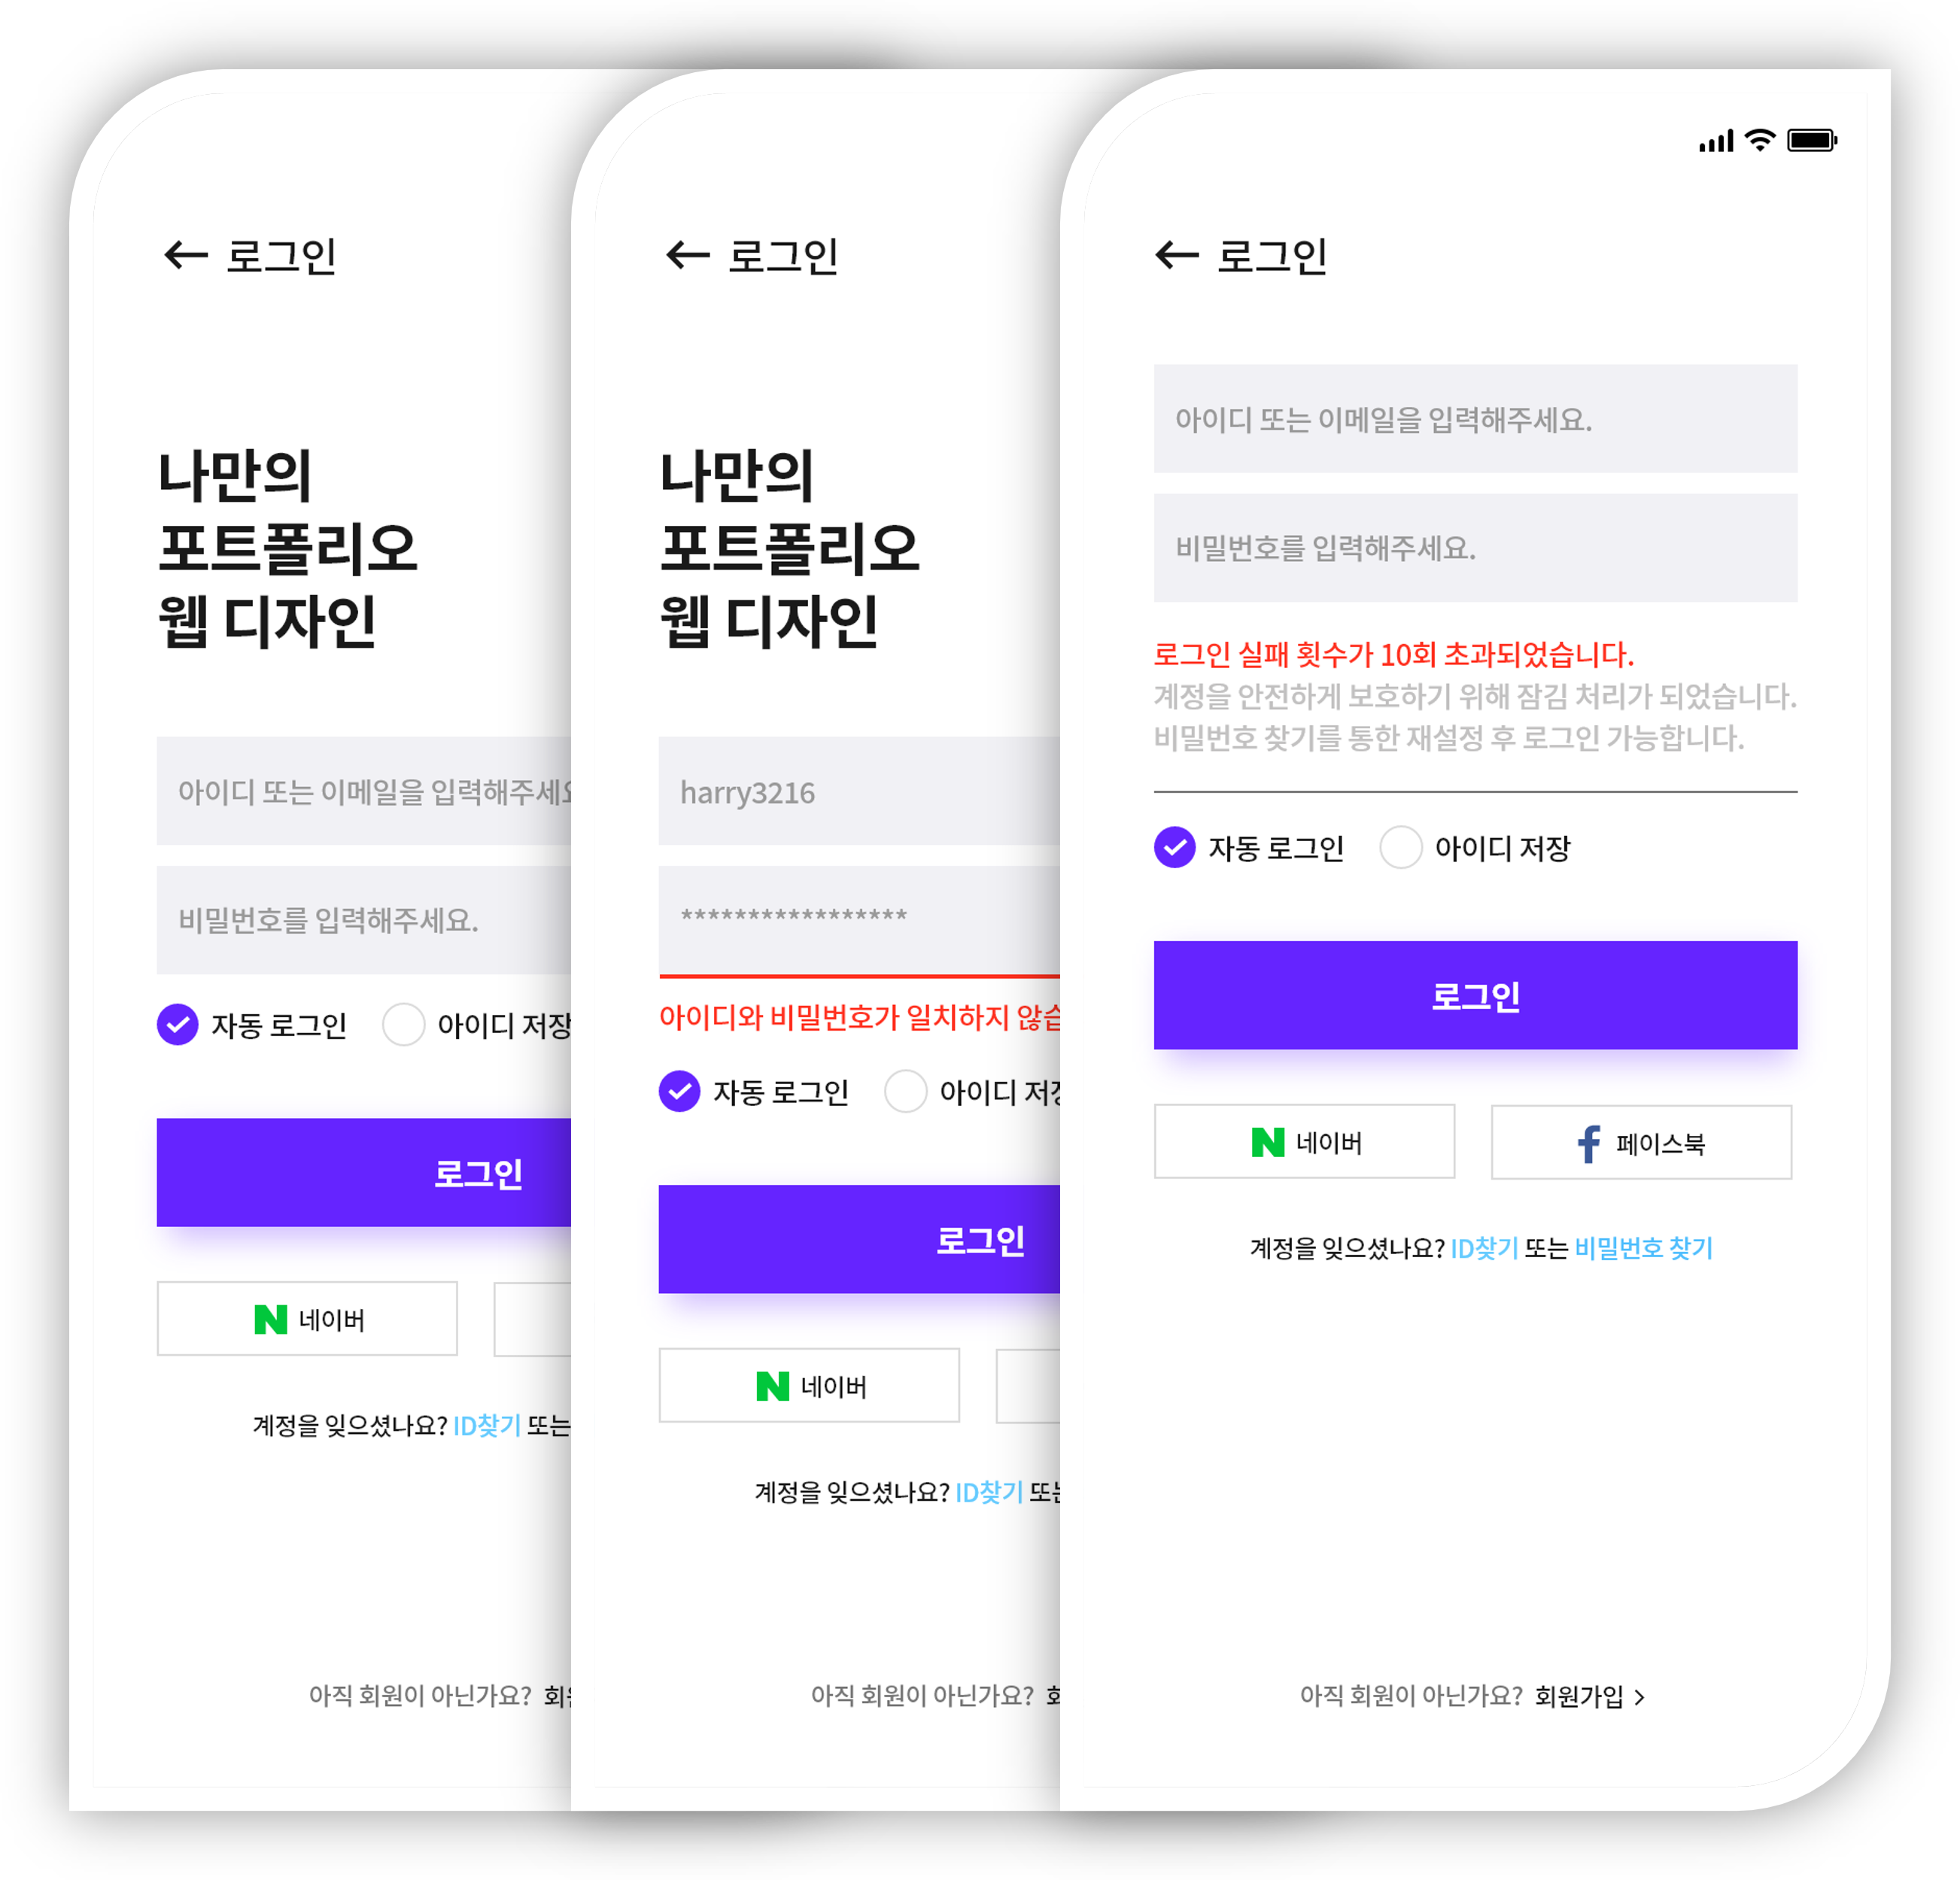 로그인
나만의
포트폴리오
웹 디자인
아이디 또는 이메일을 입력해주세
비밀번호를 입력해주세요.
자동 로그인
아이디 저장
로그인
네이버
계정을 잊으셨나요? ID찾기 또는
아직 회원이 아닌가요?
로그인
나만의
포트폴리오
웹 디자인
harry3216
*****************
아이디와 비밀번호가 일치하지 않
자동 로그인
아이디
로그인
네이버
계정을 잊으셨나요? ID찾기
아직 회원이 아닌가요?
로그인
아이디 또는 이메일을 입력해주세요.
비밀번호를 입력해주세요.
로그인 실패 횟수가 10회 초과되었습니다.
계정을 안전하게 보호하기 위해 잠김 처리가 되었습니다.
비밀번호 찾기를 통한 재설정 후 로그인 가능합니다.
자동 로그인
아이디 저장
로그인
N 네이버
f 페이스북
계정을 잊으셨나요? ID찾기 또는 비밀번호 찾기
아직 회원이 아닌가요? 회원가입 >